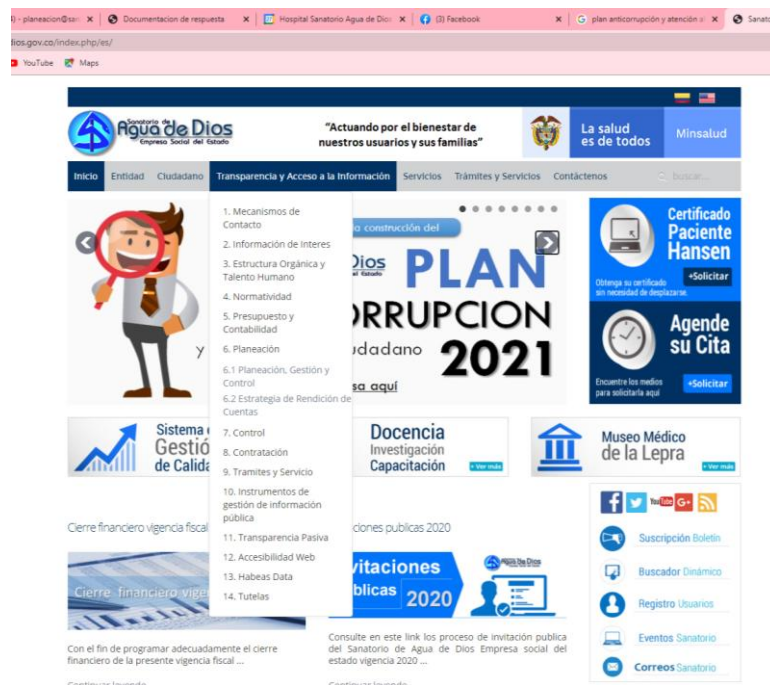 - planeacion@san
Documentacion de respuesta
Hospital Sanatorio Agua de Dios
(3) Facebook
plan anticorrupción y atención al
Sanato
dios.gov.co/index.php/es/
YouTube
Maps
Sanatorio de
Agua de Dios
Empresa Social del Estado
“Actuando por el bienestar de
nuestros usuarios y sus familias”
La salud
es de todos
Minsalud
Inicio
Entidad
Ciudadano
Transparencia y Acceso a la Información
Servicios
Trámites y Servicios
Contáctenos
buscar...
1. Mecanismos de
Contacto
2. Información de Interes
3. Estructura Orgánica y
Talento Humano
4. Normatividad
5. Presupuesto y
Contabilidad
6. Planeación
6.1 Planeación, Gestión y
Control
6.2 Estrategia de Rendición de
Cuentas
7. Control
8. Contratación
9. Tramites y Servicio
10. Instrumentos de
gestión de información
pública
11. Transparencia Pasiva
12. Accesibilidad Web
13. Habeas Data
14. Tutelas
y
a construcción del
Dios
PLAN
ORRUPCION
udadano
2021
sa aquí
Certificado
Paciente
Hansen
Obtenga su certificado
sin necesidad de desplazarse.
+Solicitar
Agende
su Cita
Encuentre los medios
para solicitarla aquí
+Solicitar
Sistema
Gestió
de Calida
Docencia
Investigación
Capacitación
+ Ver más
Museo Médico
de la Lepra
+ Ver más
Cierre financiero vigencia fiscal
Cierre financiero vigen
Con el fin de programar adecuadamente el cierre
financiero de la presente vigencia fiscal ...
Continuar leyendo
ciones publicas 2020
vitaciones
blicas 2020
Agua de Dios
Consulte en este link los proceso de invitación publica
del Sanatorio de Agua de Dios Empresa social del
estado vigencia 2020 ...
Continuar leyendo
YouTube
G+
Suscripción Boletín
Buscador Dinámico
Registro Usuarios
Eventos Sanatorio
Correos Sanatorio